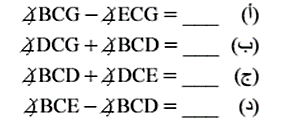 (أ) ∡BCG − ∡ECG = ____
(ب) ∡DCG + ∡BCD = ____
(ج) ∡BCD + ∡DCE = ____
(د) ∡BCE − ∡BCD = ____